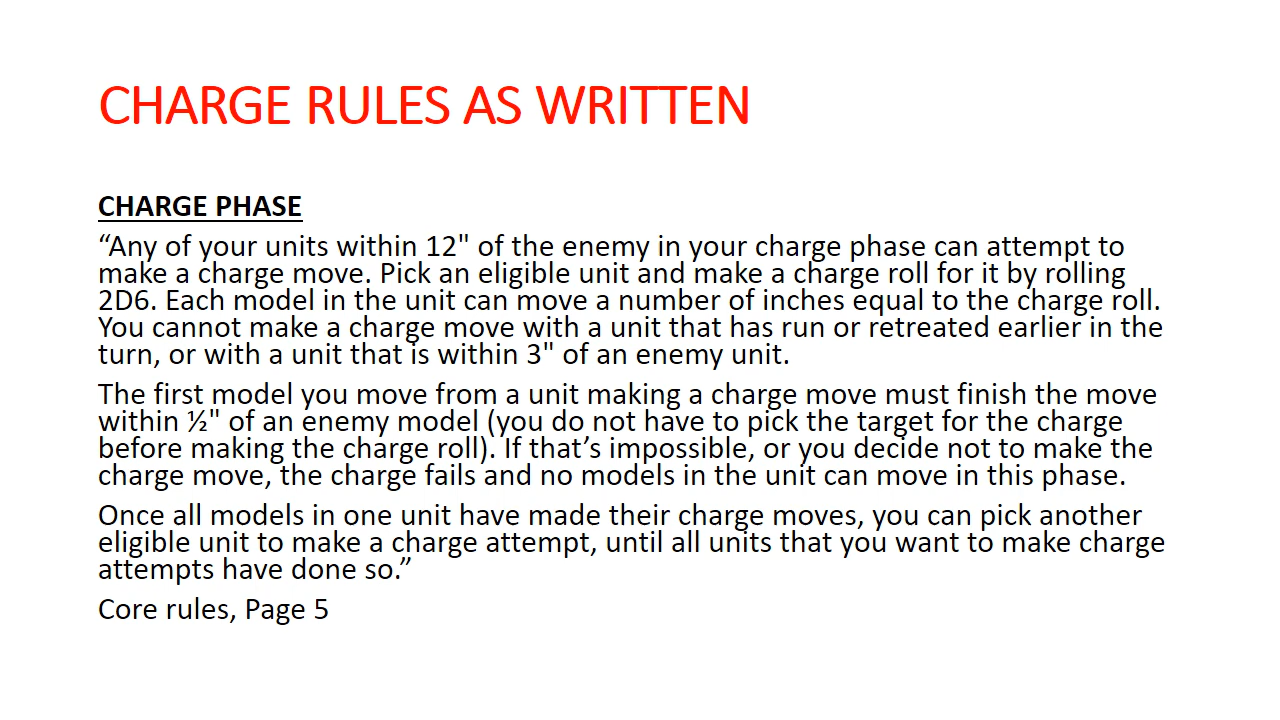 CHARGE RULES AS WRITTEN
CHARGE PHASE
“Any of your units within 12" of the enemy in your charge phase can attempt to
make a charge move. Pick an eligible unit and make a charge roll for it by rolling
2D6. Each model in the unit can move a number of inches equal to the charge roll.
You cannot make a charge move with a unit that has run or retreated earlier in the
turn, or with a unit that is within 3" of an enemy unit.
The first model you move from a unit making a charge move must finish the move
within ½" of an enemy model (you do not have to pick the target for the charge
before making the charge roll). If that’s impossible, or you decide not to make the
charge move, the charge fails and no models in the unit can move in this phase.
Once all models in one unit have made their charge moves, you can pick another
eligible unit to make a charge attempt, until all units that you want to make charge
attempts have done so.”
Core rules, Page 5